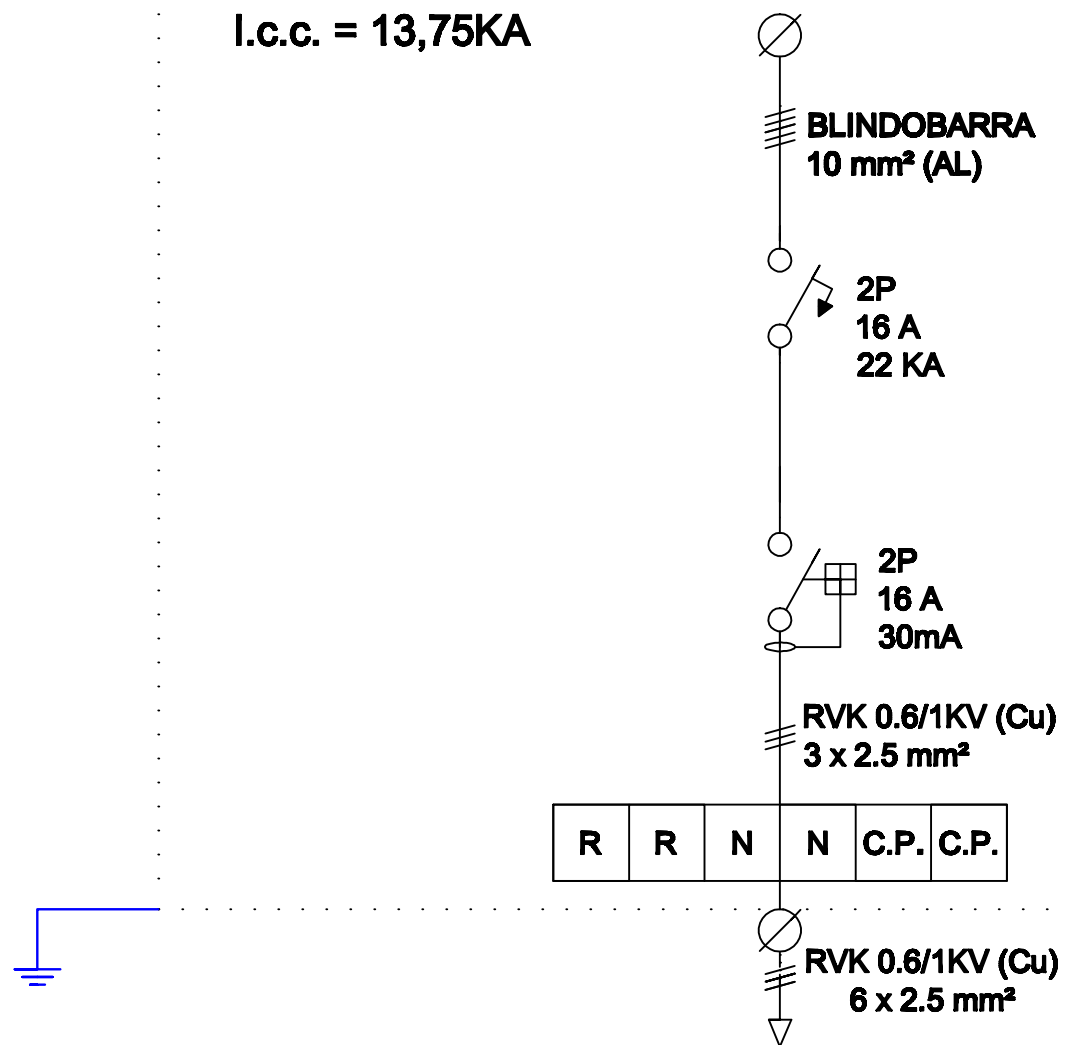 I.c.c. = 13,75KA
BLINDOBARRA
10 mm² (AL)
2P
16 A
22 KA
2P
16 A
30mA
RVK 0.6/1KV (Cu)
3 x 2.5 mm²
R R N N C.P. C.P.
RVK 0.6/1KV (Cu)
6 x 2.5 mm²